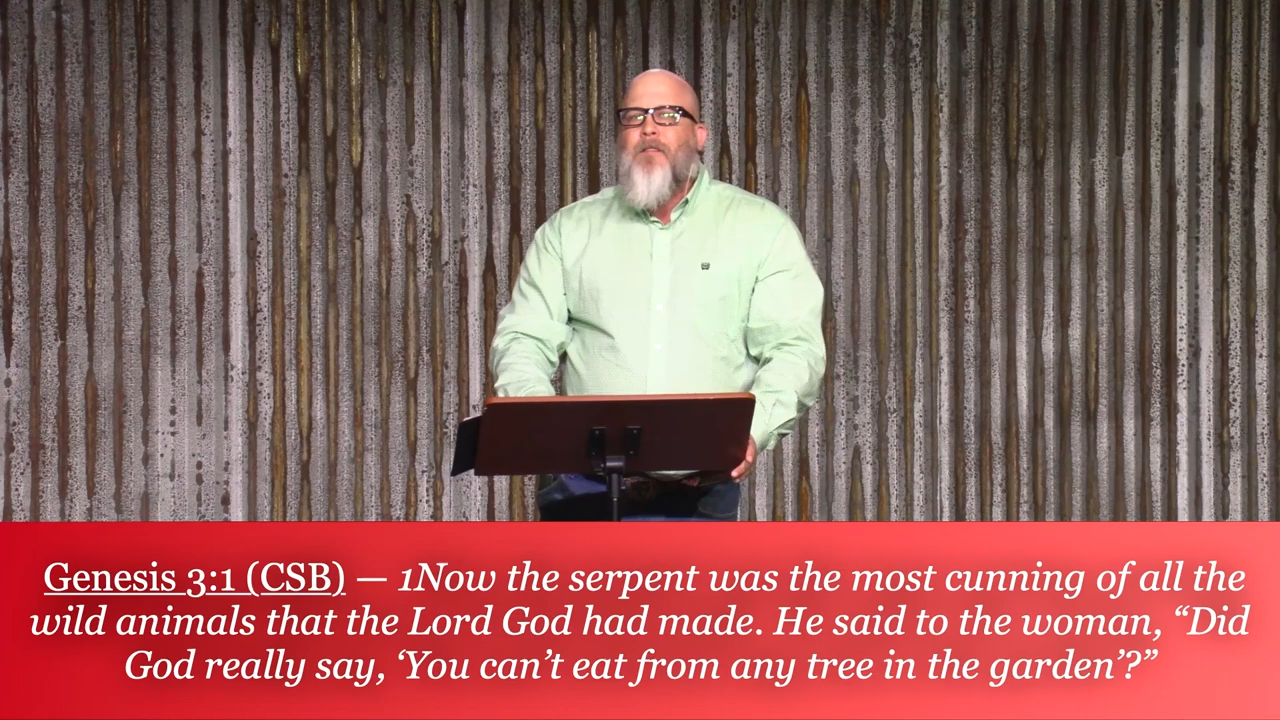 Genesis 3:1 (CSB) — 1Now the serpent was the most cunning of all the
wild animals that the Lord God had made. He said to the woman, “Did
God really say, ‘You can’t eat from any tree in the garden’?”